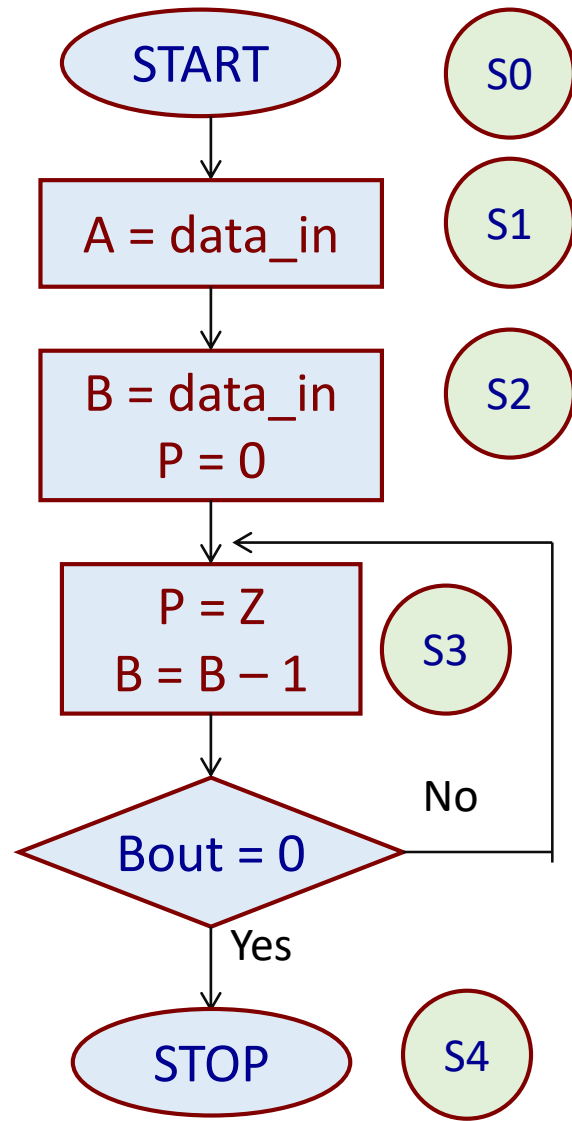 START
S0
A = data_in
S1
B = data_in
P = 0
S2
P = Z
B = B – 1
S3
No
Bout = 0
Yes
STOP
S4